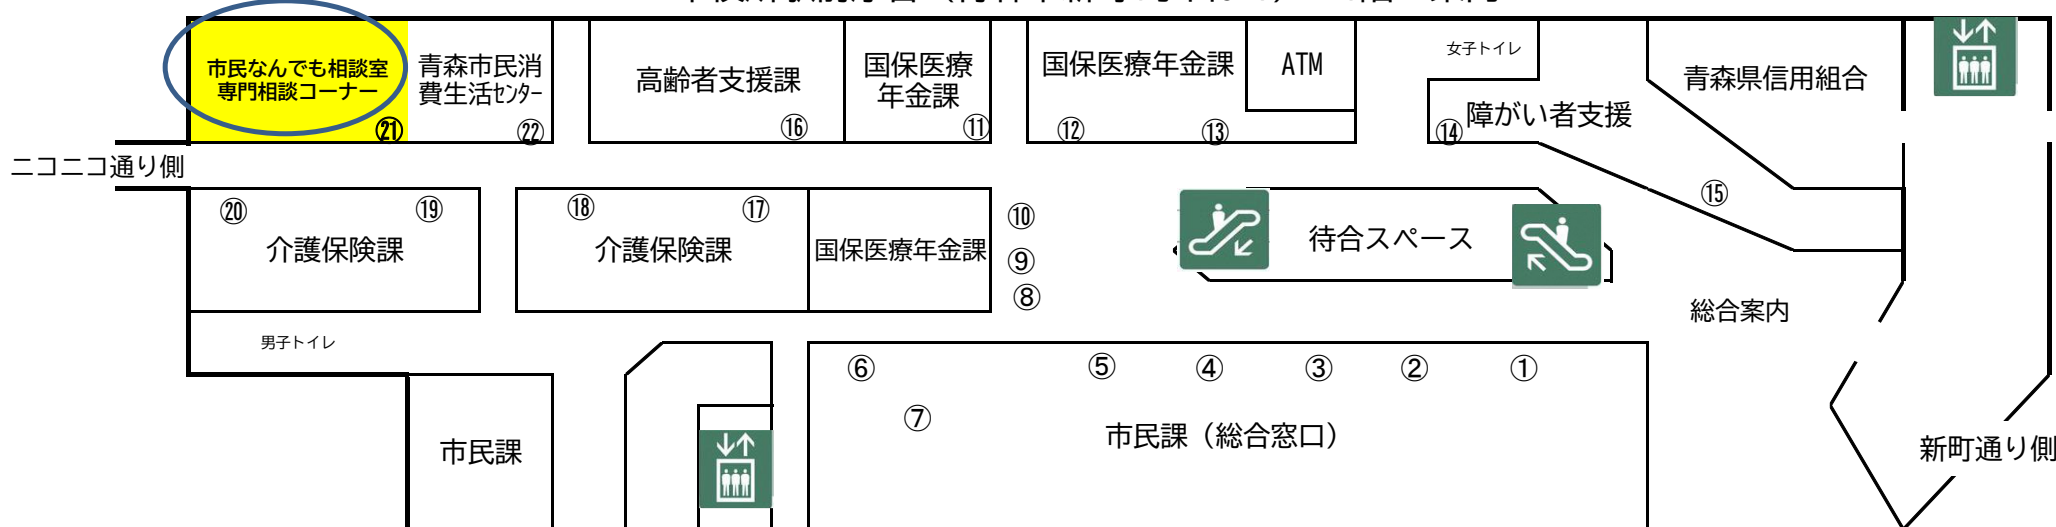 市民なんでも相談室
専門相談コーナー
㉑
青森市民消
費生活ｾﾝﾀｰ
㉒
高齢者支援課
⑯
国保医療
年金課
⑪
国保医療年金課
⑫
⑬
ATM
女子トイレ
⑭
障がい者支援
青森県信用組合
⑮
ニコニコ通り側
⑳
⑲
介護保険課
⑱
⑰
介護保険課
国保医療年金課
⑩
⑨
⑧
待合スペース
総合案内
男子トイレ
⑥
⑤
④
③
②
①
⑦
市民課
市民課（総合窓口）
新町通り側